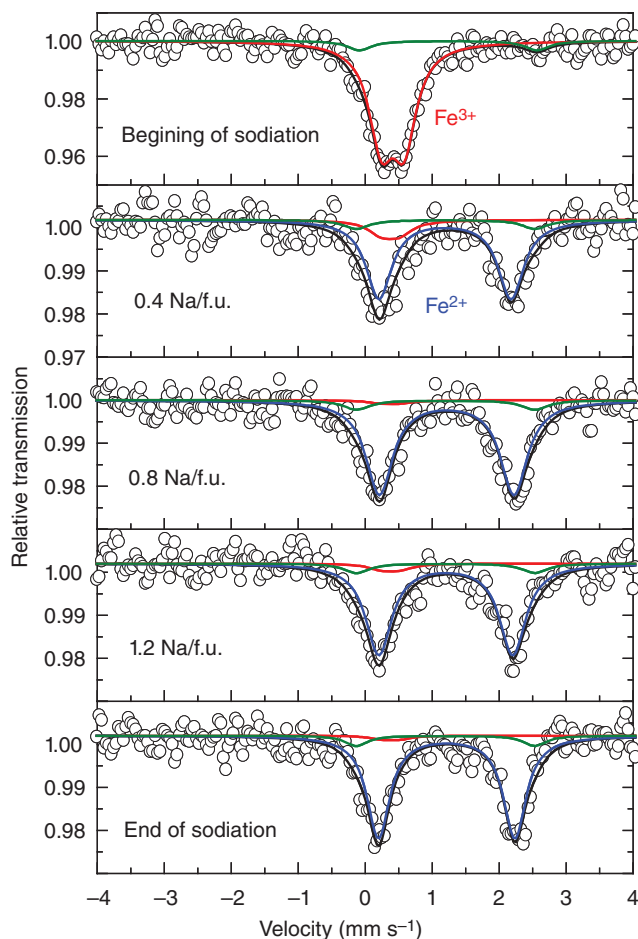 1.00
0.98
0.96
Begining of sodiation
Fe³⁺
1.00
0.99
0.98
0.97
0.4 Na/f.u.
Fe²⁺
1.00
0.99
0.98
0.8 Na/f.u.
1.00
0.99
0.98
1.2 Na/f.u.
1.00
0.99
0.98
End of sodiation
Relative transmission
–4 –3 –2 –1 0 1 2 3 4
Velocity (mm s⁻¹)